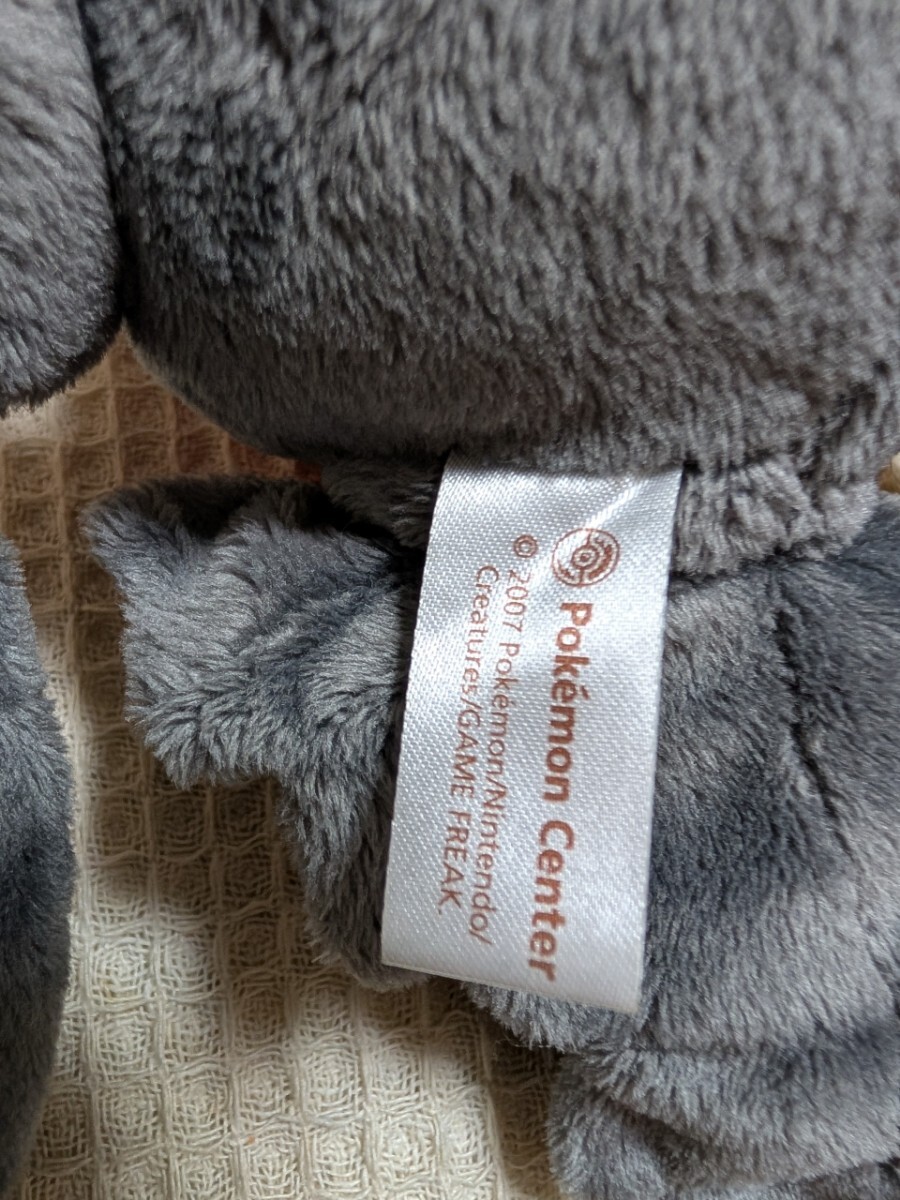 Pokémon Center
© 2007 Pokémon/Nintendo/
Creatures/GAME FREAK.